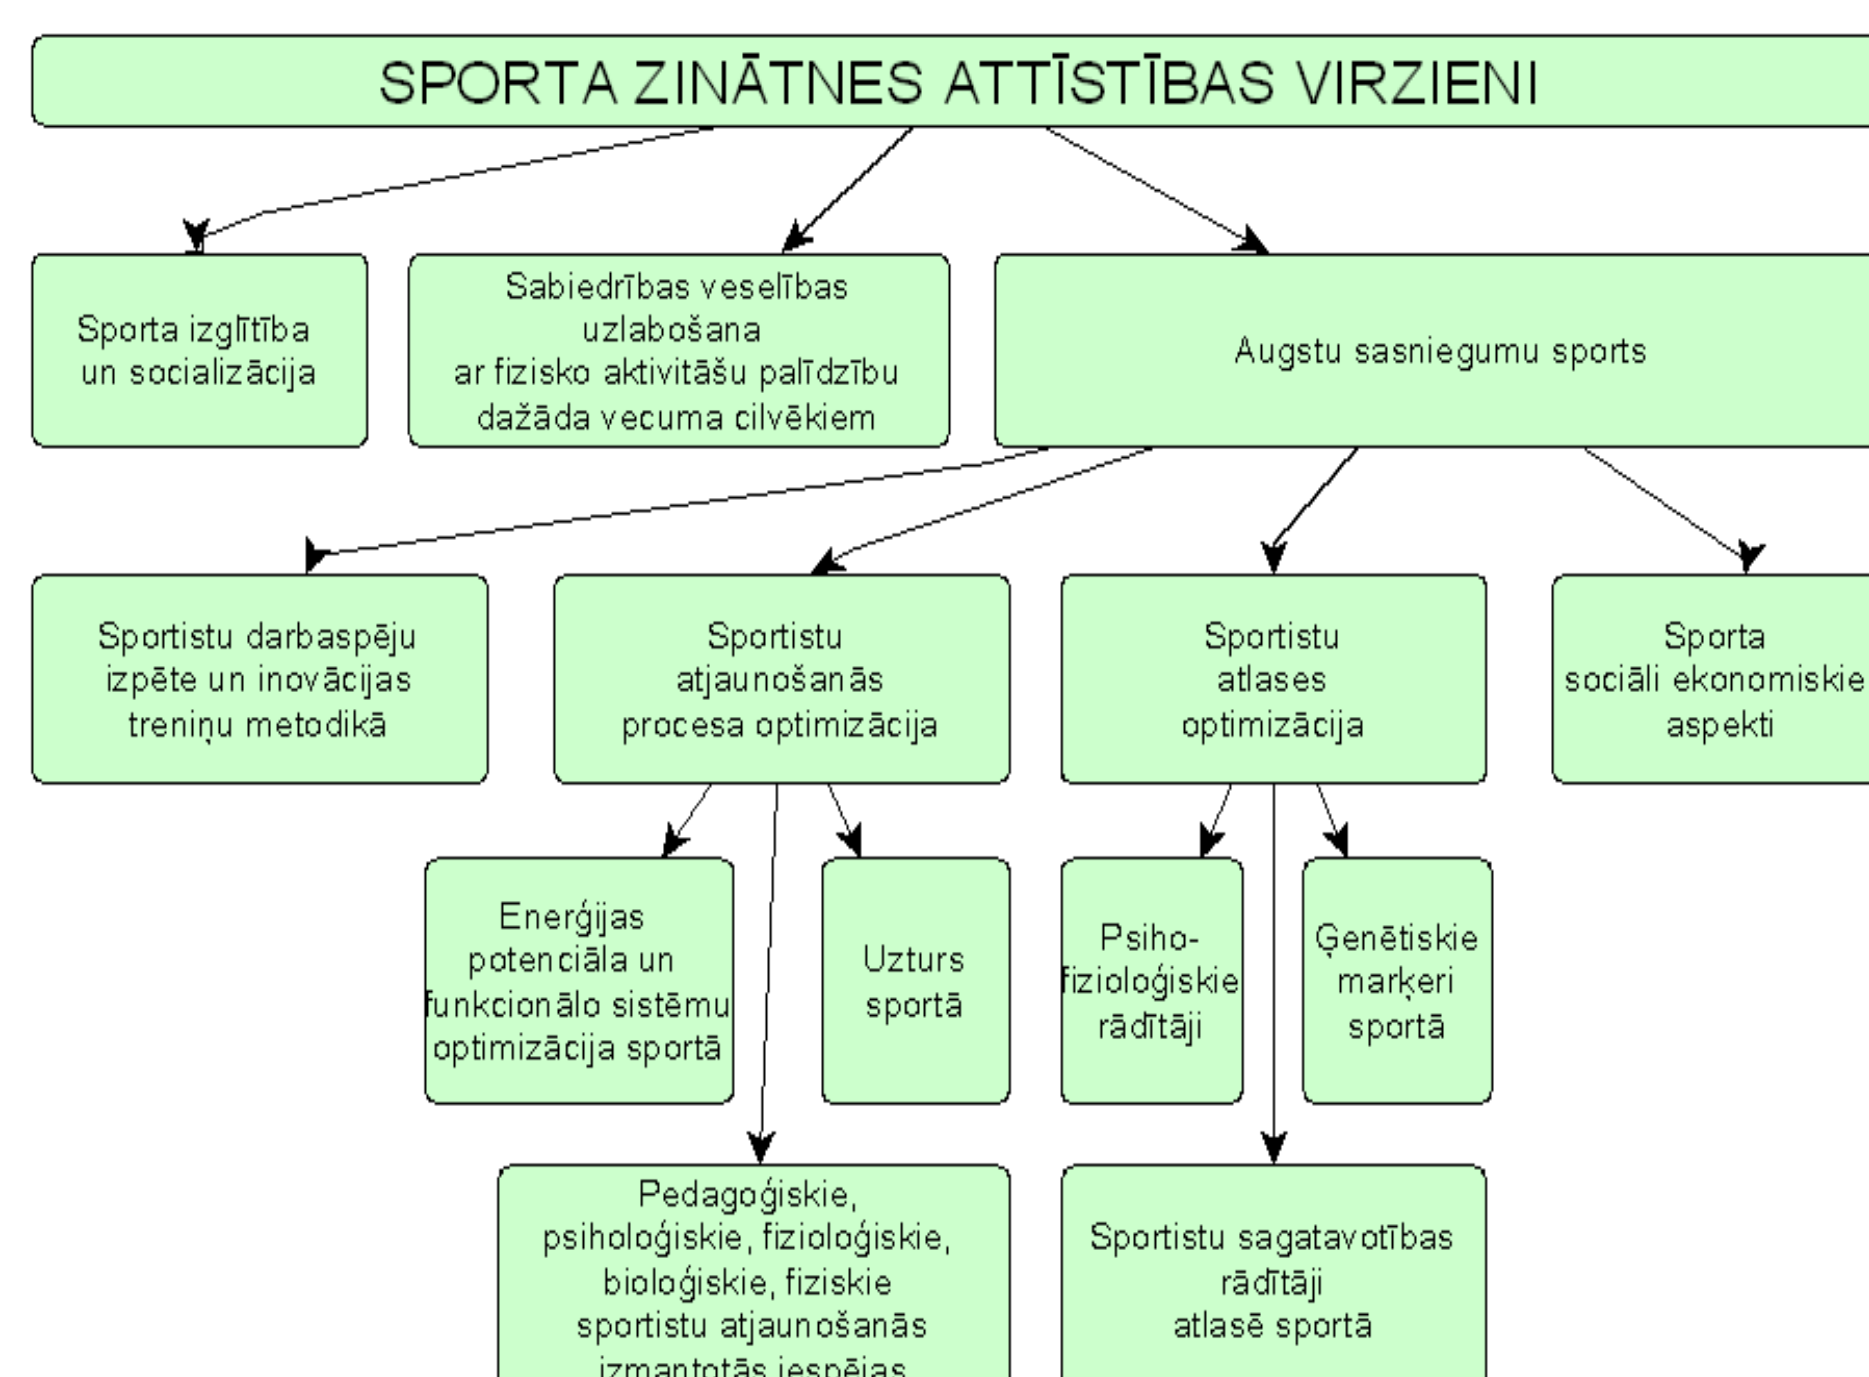 SPORTA ZINĀTNES ATTĪSTĪBAS VIRZIENI
Sporta izglītība
un socializācija
Sabiedrības veselības
uzlabošana
ar fizisko aktivitāšu palīdzību
dažāda vecuma cilvēkiem
Augstu sasniegumu sports
Sportistu darbaspēju
izpēte un inovācijas
treniņu metodikā
Sportistu
atjaunošanās
procesa optimizācija
Sportistu
atlases
optimizācija
Sporta
sociāli ekonomiskie
aspekti
Enerģijas
potenciāla un
funkcionālo sistēmu
optimizācija sportā
Uzturs
sportā
Psiho-
fizioloģiskie
rādītāji
Ģenētiskie
marķeri
sportā
Pedagoģiskie,
psiholoģiskie, fizioloģiskie,
bioloģiskie, fiziskie
sportistu atjaunošanās
izmantotās iespējas
Sportistu sagatavotības
rādītāji
atlasē sportā